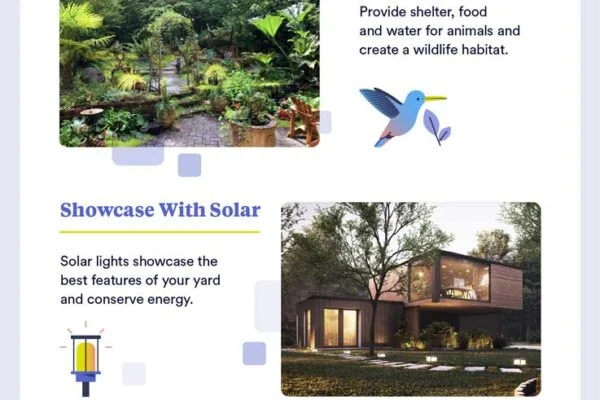 Provide shelter, food
and water for animals and
create a wildlife habitat.
Showcase With Solar
Solar lights showcase the
best features of your yard
and conserve energy.